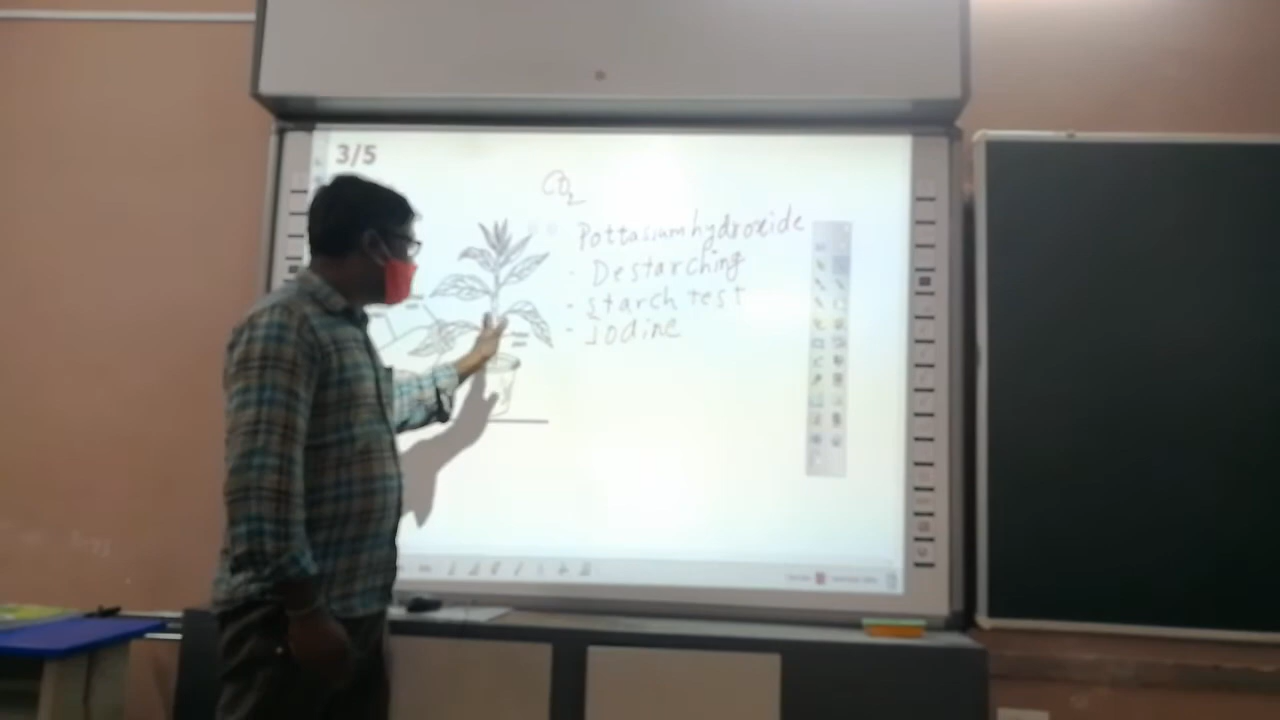 3/5
CO2
Pottasium hydroxide
· Destarching
- Starch test
- Iodine